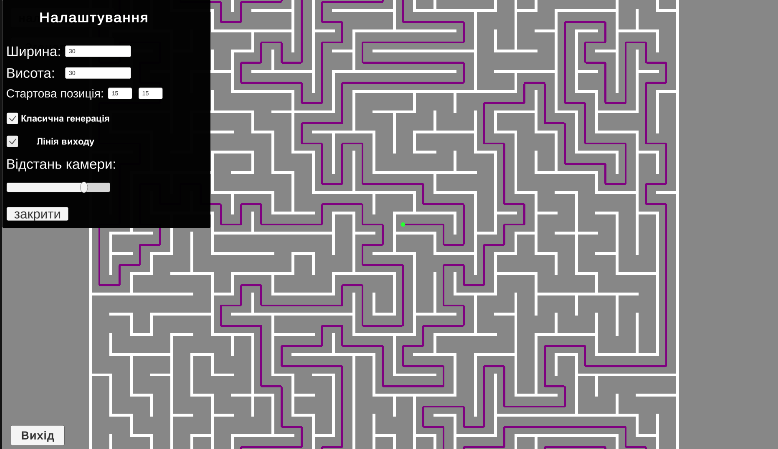 Налаштування
Ширина: 30
Висота: 30
Стартова позиція: 15 15
Класична генерація
Лінія виходу
Відстань камери:
закрити
Вихід